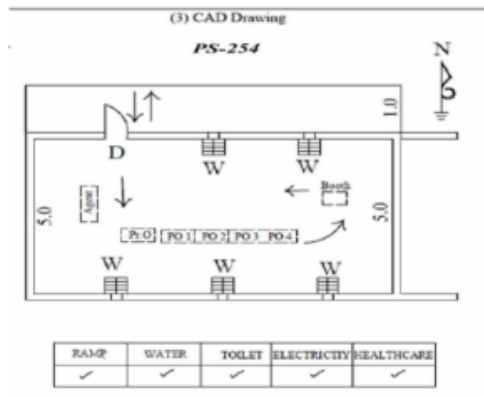 (3) CAD Drawing
PS-254
N
1.0
D
W W
Agent
Booth
5.0
5.0
Pr.O PO 1 PO 2 PO 3 PO-4
W W W
RAMP WATER TOILET ELECTRICTIY HEALTHCARE
✓ ✓ ✓ ✓ ✓